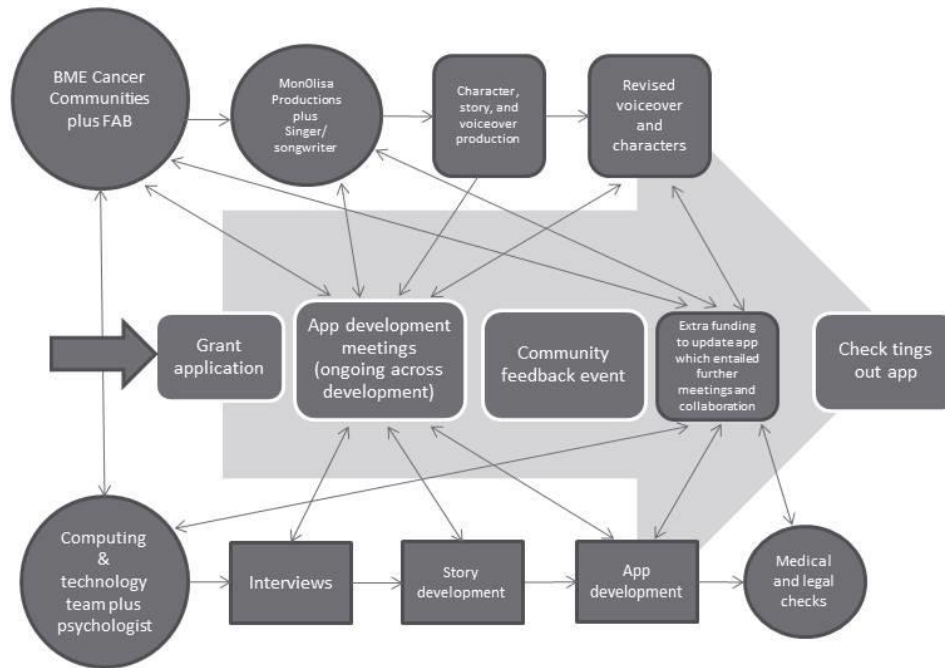 BME Cancer
Communities
plus FAB
Mon0lisa
Productions
plus
Singer/
songwriter
Character,
story, and
voiceover
production
Revised
voiceover
and
characters
Grant
application
App development
meetings
(ongoing across
development)
Community
feedback event
Extra funding
to update app
which entailed
further
meetings and
collaboration
Check tings
out app
Computing
&
technology
team plus
psychologist
Interviews
Story
development
App
development
Medical
and legal
checks